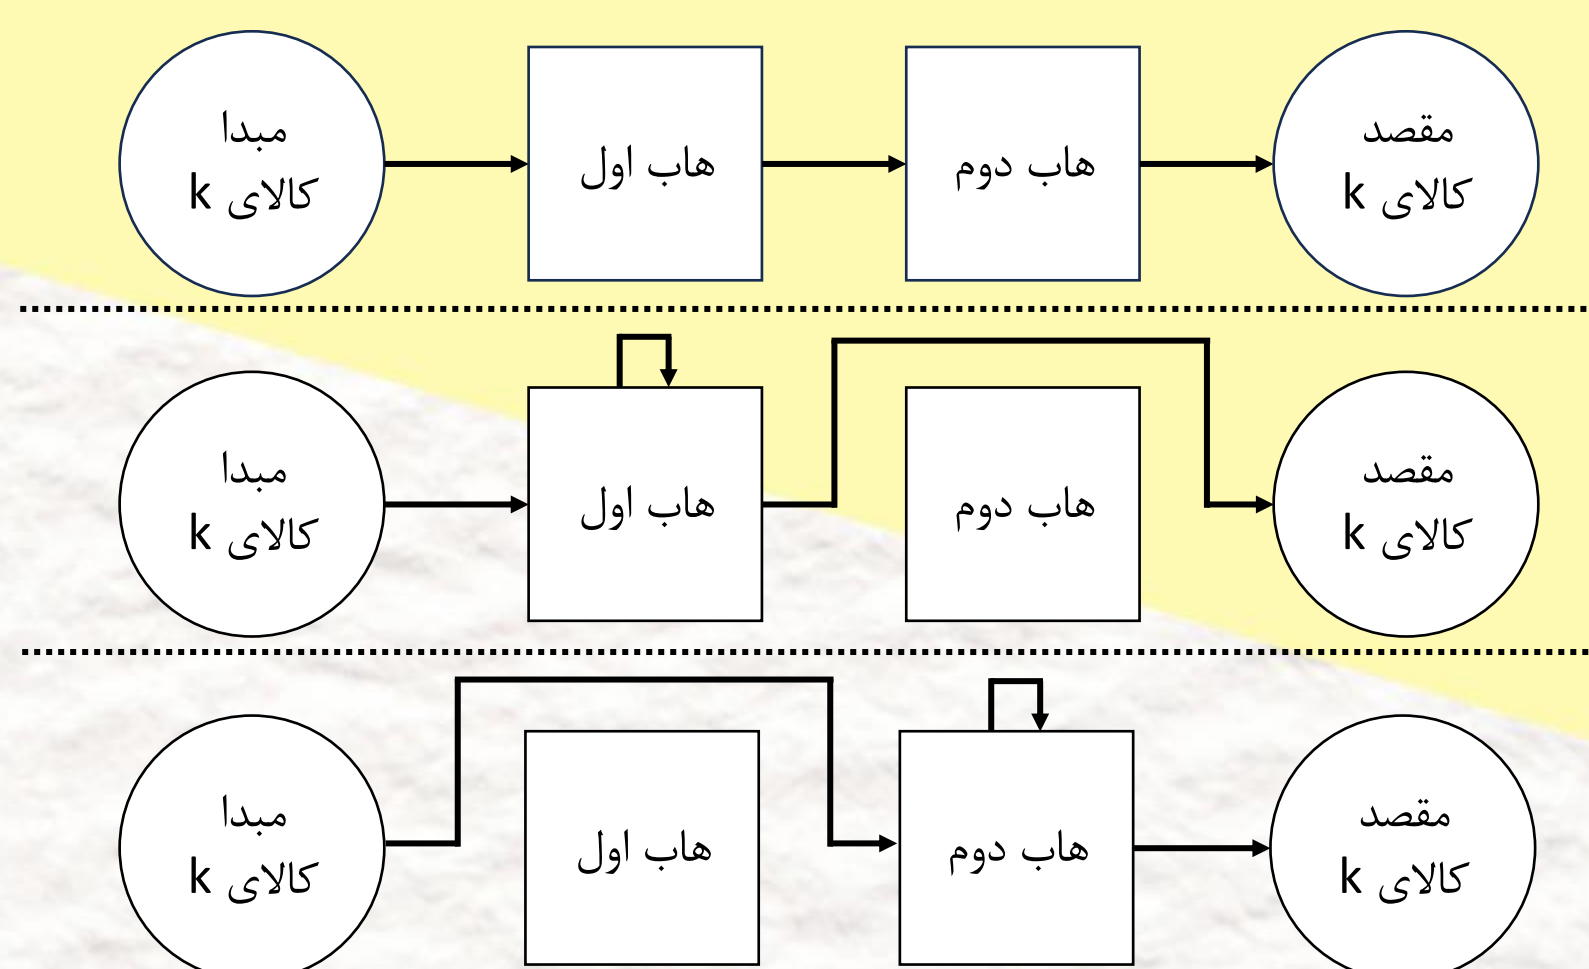 مبدا
کالای k
هاب اول
هاب دوم
مقصد
کالای k
مبدا
کالای k
هاب اول
هاب دوم
مقصد
کالای k
مبدا
کالای k
هاب اول
هاب دوم
مقصد
کالای k